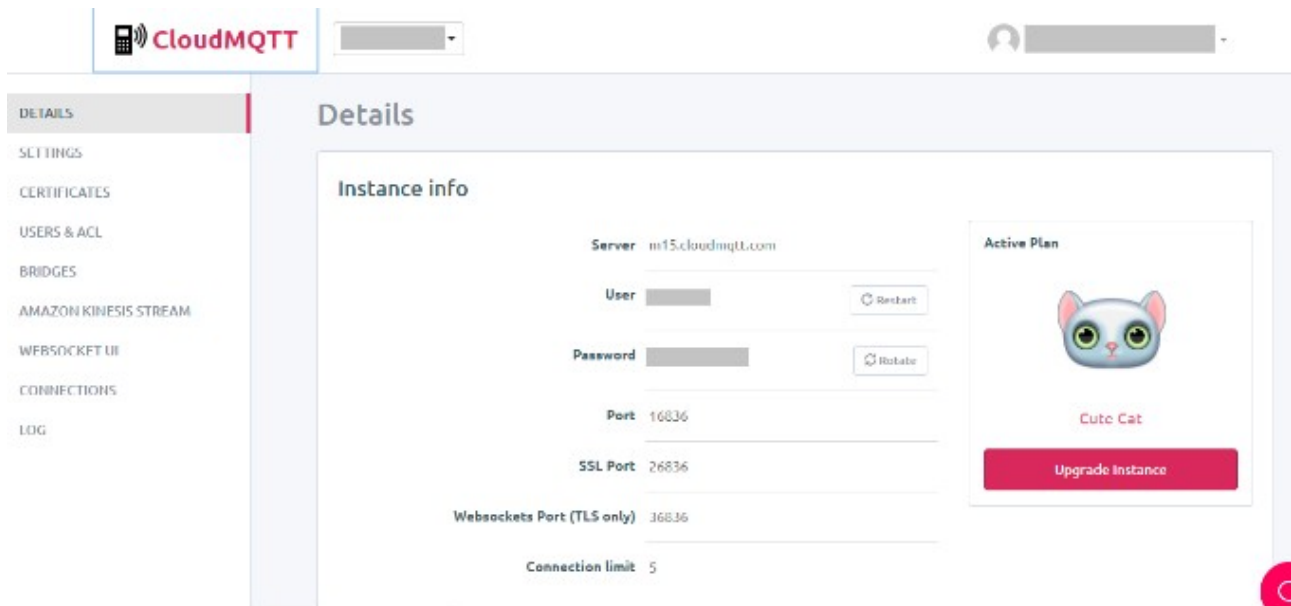 CloudMQTT
DETAILS
SETTINGS
CERTIFICATES
USERS & ACL
BRIDGES
AMAZON KINESIS STREAM
WEBSOCKET UI
CONNECTIONS
LOG
Details
Instance info
Server m15.cloudmqtt.com
User Restart
Password Rotate
Port 16836
SSL Port 26836
Websockets Port (TLS only) 36836
Connection limit 5
Active Plan
Cute Cat
Upgrade Instance